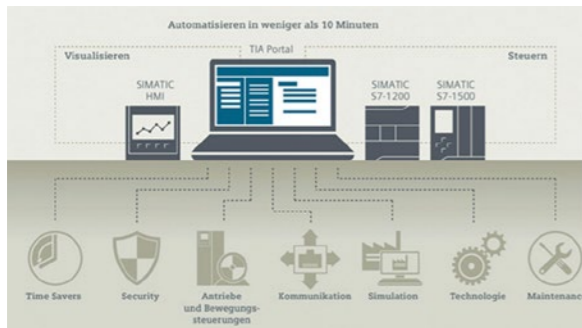 Automatisieren in weniger als 10 Minuten
Visualisieren
TIA Portal
Steuern
SIMATIC
HMI
SIMATIC
S7-1200
SIMATIC
S7-1500
Time Savers
Security
Antriebe
und Bewegungs-
steuerungen
Kommunikation
Simulation
Technologie
Maintenance